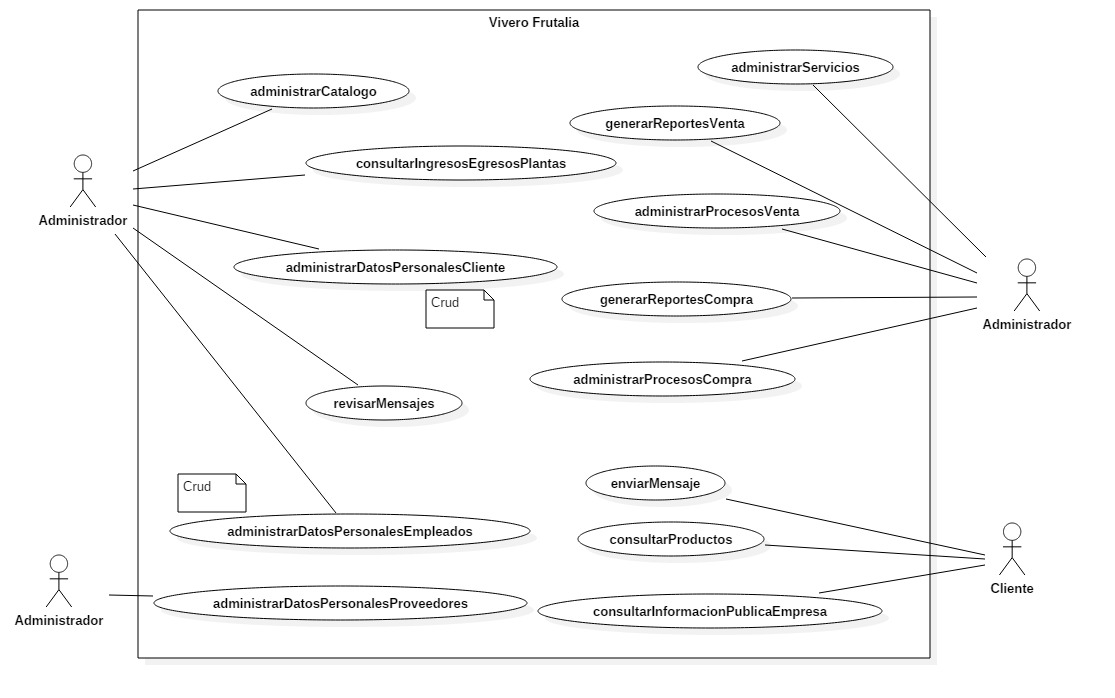 Vivero Frutalia
administrarServicios
administrarCatalogo
generarReportesVenta
consultarIngresosEgresosPlantas
Administrador
administrarProcesosVenta
administrarDatosPersonalesCliente
Crud
generarReportesCompra
Administrador
administrarProcesosCompra
revisarMensajes
Crud
enviarMensaje
administrarDatosPersonalesEmpleados
consultarProductos
Cliente
administrarDatosPersonalesProveedores
consultarInformacionPublicaEmpresa
Administrador